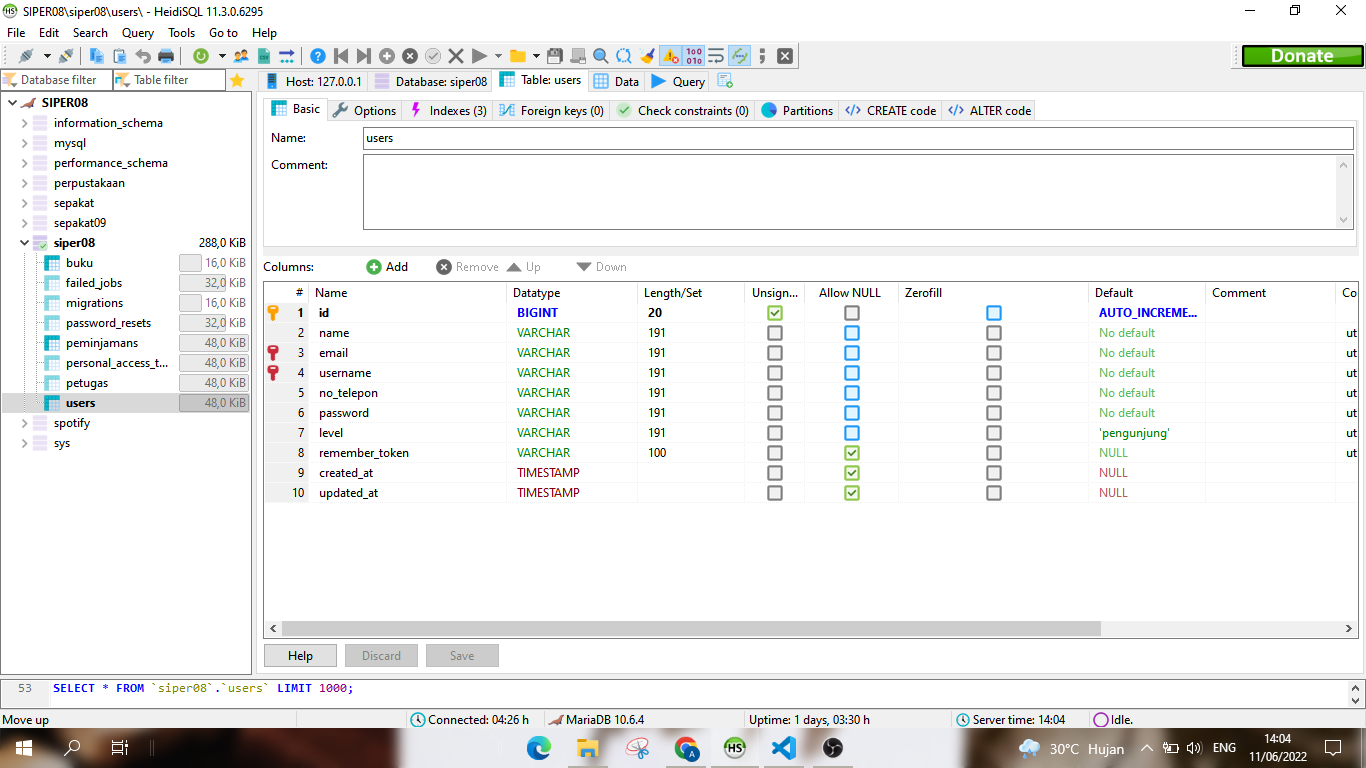 SIPER08\siper08\users\ - HeidiSQL 11.3.0.6295
File Edit Search Query Tools Go to Help
Donate
Database filter Table filter
Host: 127.0.0.1 Database: siper08 Table: users Data Query
SIPER08
information_schema
mysql
performance_schema
perpustakaan
sepakat
sepakat09
siper08 288,0 KiB
buku 16,0 KiB
failed_jobs 32,0 KiB
migrations 16,0 KiB
password_resets 32,0 KiB
peminjamans 48,0 KiB
personal_access_t... 48,0 KiB
petugas 48,0 KiB
users 48,0 KiB
spotify
sys
Basic Options Indexes (3) Foreign keys (0) Check constraints (0) Partitions CREATE code ALTER code
Name: users
Comment:
Columns: Add Remove Up Down
# Name Datatype Length/Set Unsign... Allow NULL Zerofill Default Comment Co
1 id BIGINT 20 AUTO_INCREME...
2 name VARCHAR 191 No default ut
3 email VARCHAR 191 No default ut
4 username VARCHAR 191 No default ut
5 no_telepon VARCHAR 191 No default ut
6 password VARCHAR 191 No default ut
7 level VARCHAR 191 'pengunjung' ut
8 remember_token VARCHAR 100 NULL ut
9 created_at TIMESTAMP NULL
10 updated_at TIMESTAMP NULL
Help Discard Save
53 SELECT * FROM `siper08`.`users` LIMIT 1000;
Move up Connected: 04:26 h MariaDB 10.6.4 Uptime: 1 days, 03:30 h Server time: 14:04 Idle.
30°C Hujan ENG 14:04
11/06/2022